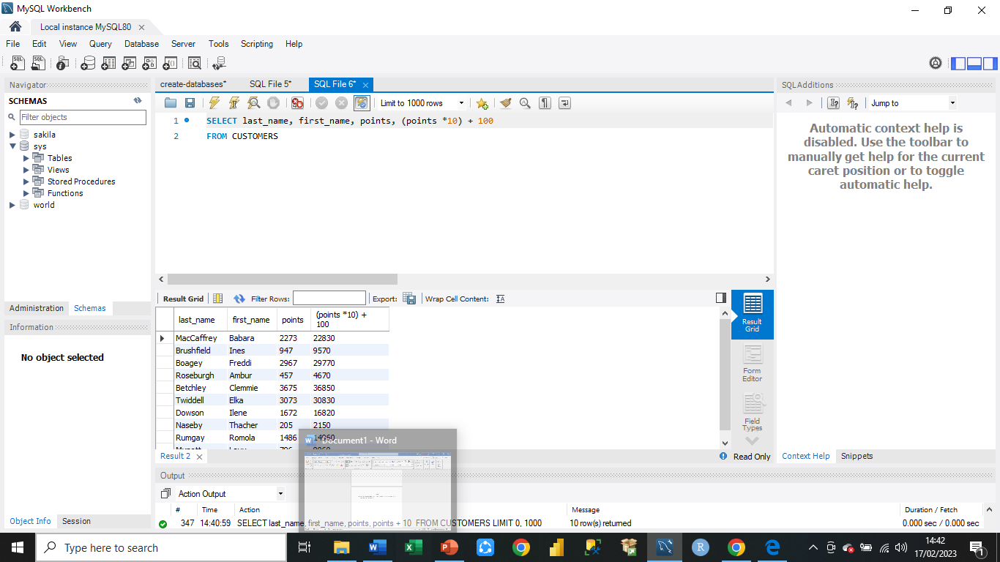 MySQL Workbench
Local instance MySQL80
File Edit View Query Database Server Tools Scripting Help
Navigator
SCHEMAS
Filter objects
sakila
sys
Tables
Views
Stored Procedures
Functions
world
Administration Schemas
Information
No object selected
Object Info Session
create-databases* SQL File 5* SQL File 6*
Limit to 1000 rows
1 SELECT last_name, first_name, points, (points *10) + 100
2 FROM CUSTOMERS
Result Grid Filter Rows: Export: Wrap Cell Content:
last_name first_name points (points *10) +
100
MacCaffrey Babara 2273 22830
Brushfield Ines 947 9570
Boagey Freddi 2967 29770
Roseburgh Ambur 457 4670
Betchley Clemmie 3675 36850
Twiddell Elka 3073 30830
Dowson Ilene 1672 16820
Naseby Thacher 205 2150
Rumgay Romola 1486 14960
Result
Grid
Form
Editor
Field
Types
Result 2
Read Only
Document1 - Word
Output
Action Output
# Time Action Message Duration / Fetch
347 14:40:59 SELECT last_name, first_name, points, points + 10 FROM CUSTOMERS LIMIT 0, 1000 10 row(s) returned 0.000 sec / 0.000 sec
SQLAdditions
Jump to
Automatic context help is
disabled. Use the toolbar to
manually get help for the current
caret position or to toggle
automatic help.
Context Help Snippets
Type here to search
14:42
17/02/2023
1